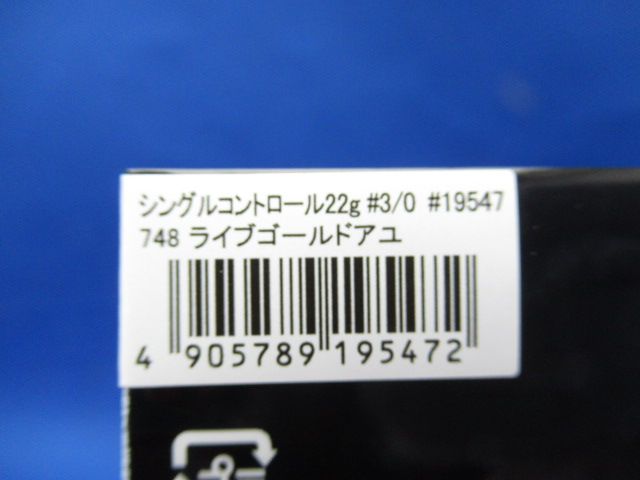 シングルコントロール22g #3/0 #19547
748 ライブゴールドアユ
4 905789 195472